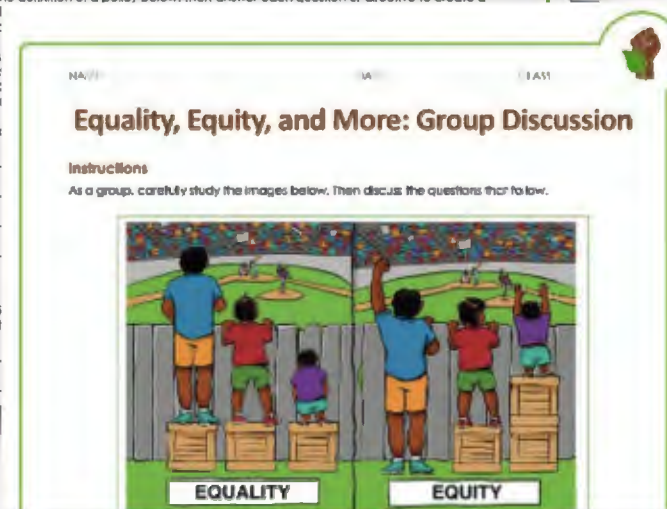 Equality, Equity, and More: Group Discussion
Instructions
As a group, carefully study the images below. Then discuss the questions that follow.
EQUALITY
EQUITY